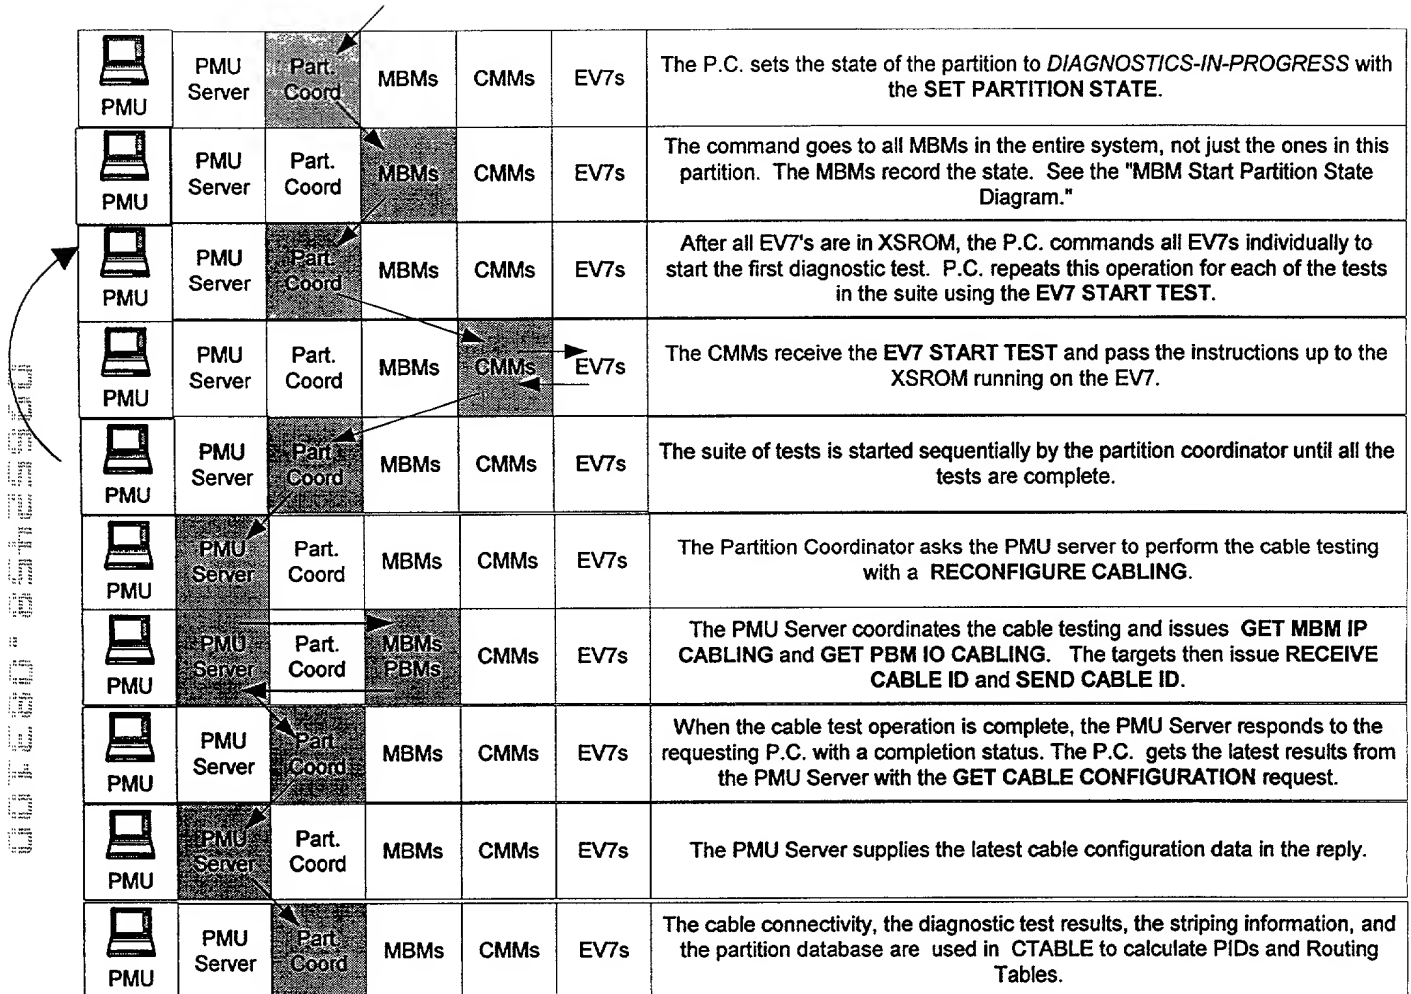 PMU
PMU
Server
Part.
Coord
MBMs
CMMs
EV7s
The P.C. sets the state of the partition to DIAGNOSTICS-IN-PROGRESS with
the SET PARTITION STATE.
PMU
PMU
Server
Part.
Coord
MBMs
CMMs
EV7s
The command goes to all MBMs in the entire system, not just the ones in this
partition. The MBMs record the state. See the "MBM Start Partition State
Diagram."
PMU
PMU
Server
Part.
Coord
MBMs
CMMs
EV7s
After all EV7's are in XSROM, the P.C. commands all EV7s individually to
start the first diagnostic test. P.C. repeats this operation for each of the tests
in the suite using the EV7 START TEST.
PMU
PMU
Server
Part.
Coord
MBMs
CMMs
EV7s
The CMMs receive the EV7 START TEST and pass the instructions up to the
XSROM running on the EV7.
PMU
PMU
Server
Part.
Coord
MBMs
CMMs
EV7s
The suite of tests is started sequentially by the partition coordinator until all the
tests are complete.
PMU
PMU
Server
Part.
Coord
MBMs
CMMs
EV7s
The Partition Coordinator asks the PMU server to perform the cable testing
with a RECONFIGURE CABLING.
PMU
PMU
Server
Part.
Coord
MBMs
PBMs
CMMs
EV7s
The PMU Server coordinates the cable testing and issues GET MBM IP
CABLING and GET PBM IO CABLING. The targets then issue RECEIVE
CABLE ID and SEND CABLE ID.
PMU
PMU
Server
Part.
Coord
MBMs
CMMs
EV7s
When the cable test operation is complete, the PMU Server responds to the
requesting P.C. with a completion status. The P.C. gets the latest results from
the PMU Server with the GET CABLE CONFIGURATION request.
PMU
PMU
Server
Part.
Coord
MBMs
CMMs
EV7s
The PMU Server supplies the latest cable configuration data in the reply.
PMU
PMU
Server
Part.
Coord
MBMs
CMMs
EV7s
The cable connectivity, the diagnostic test results, the striping information, and
the partition database are used in CTABLE to calculate PIDs and Routing
Tables.